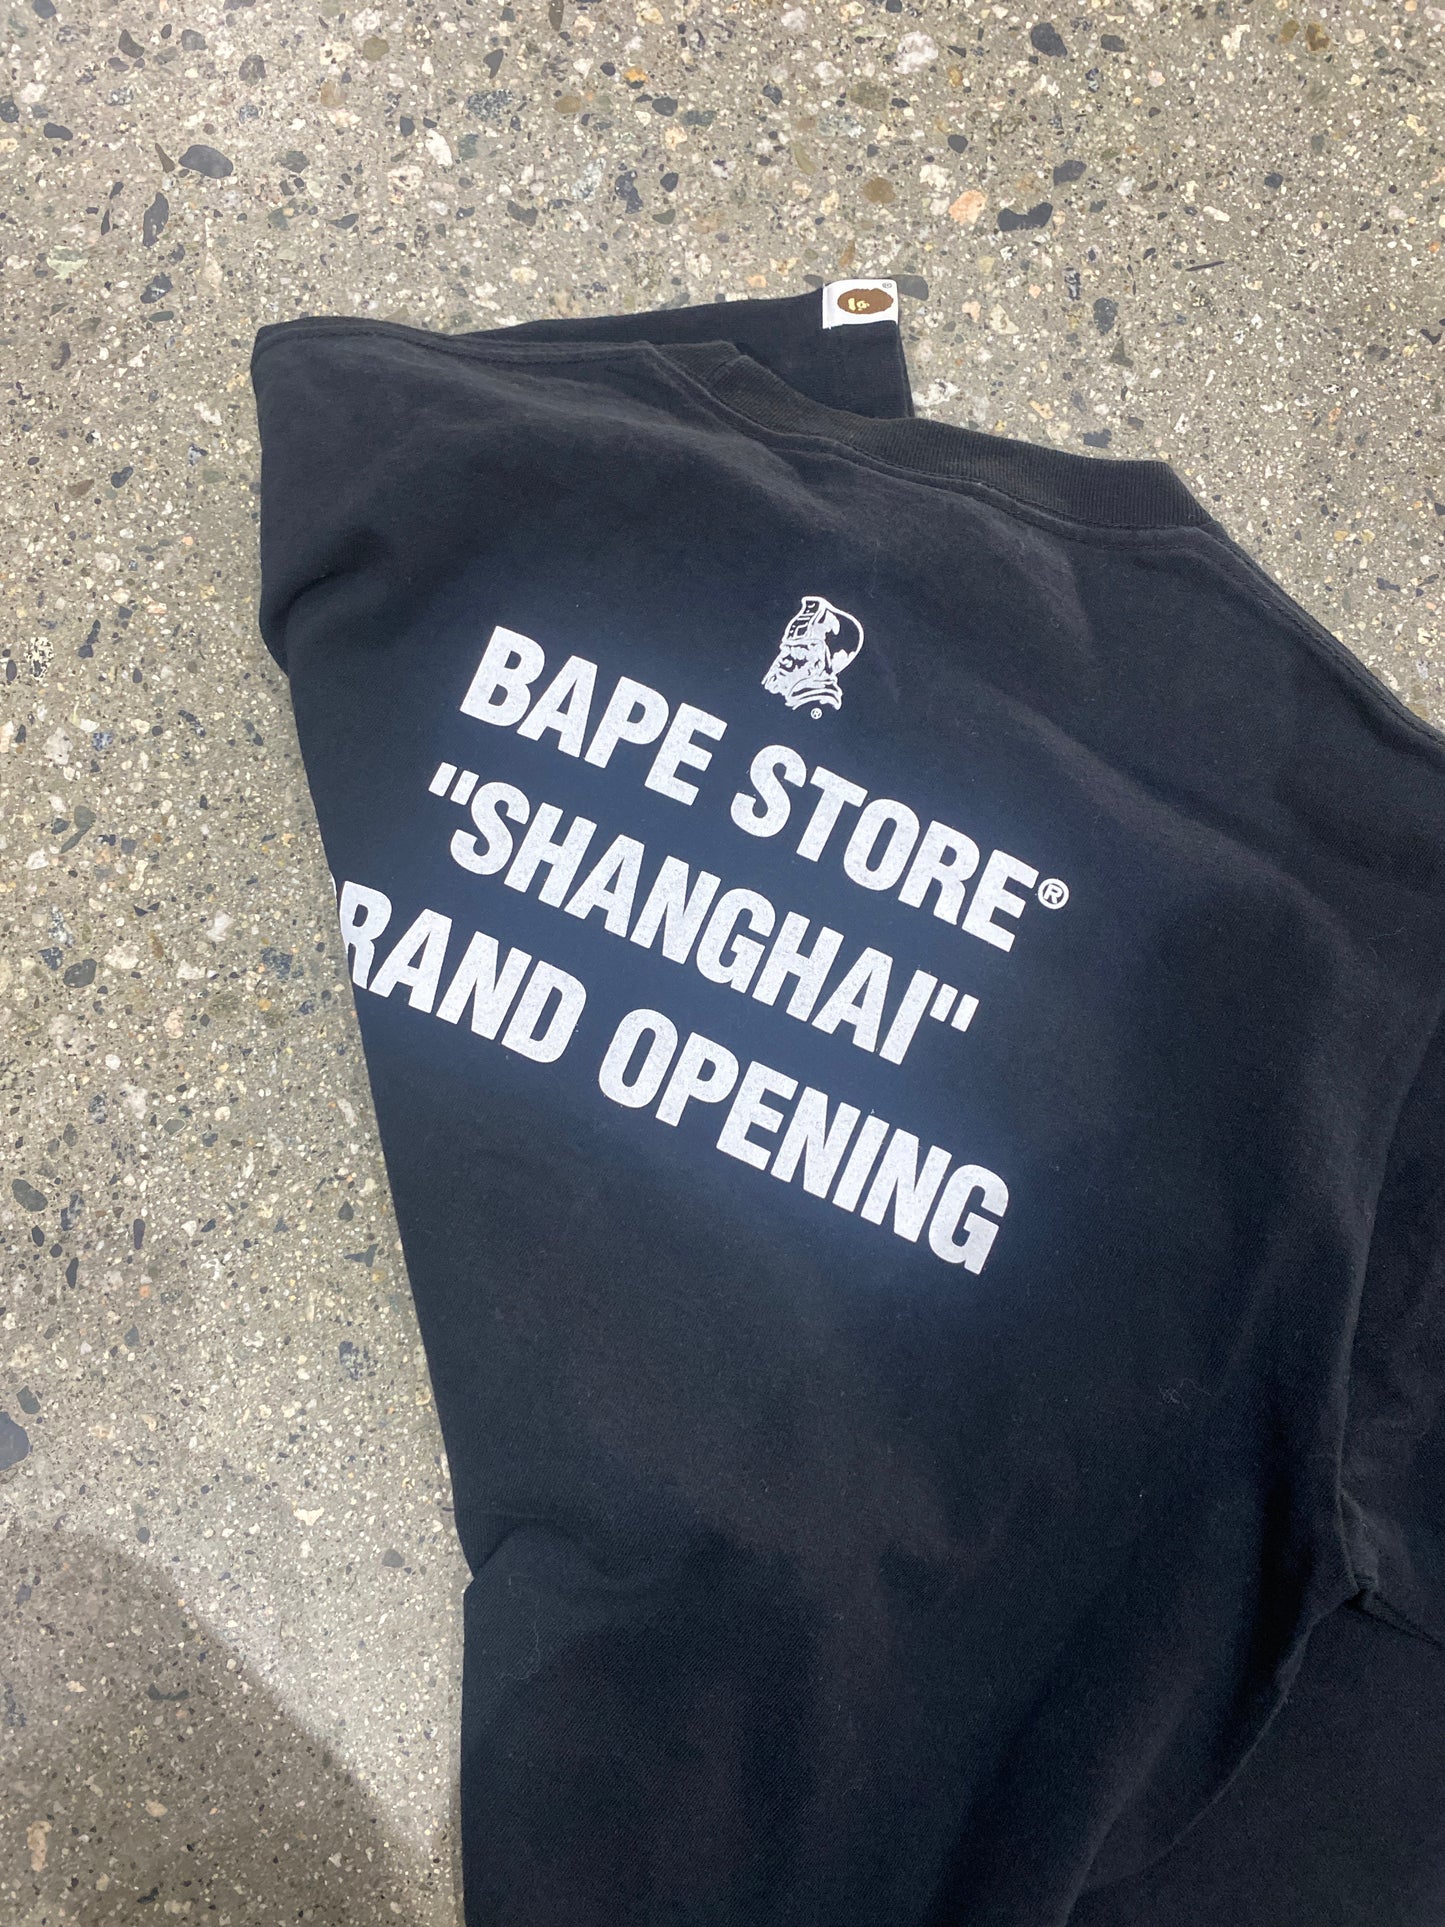 BAPE STORE®
"SHANGHAI"
RAND OPENING